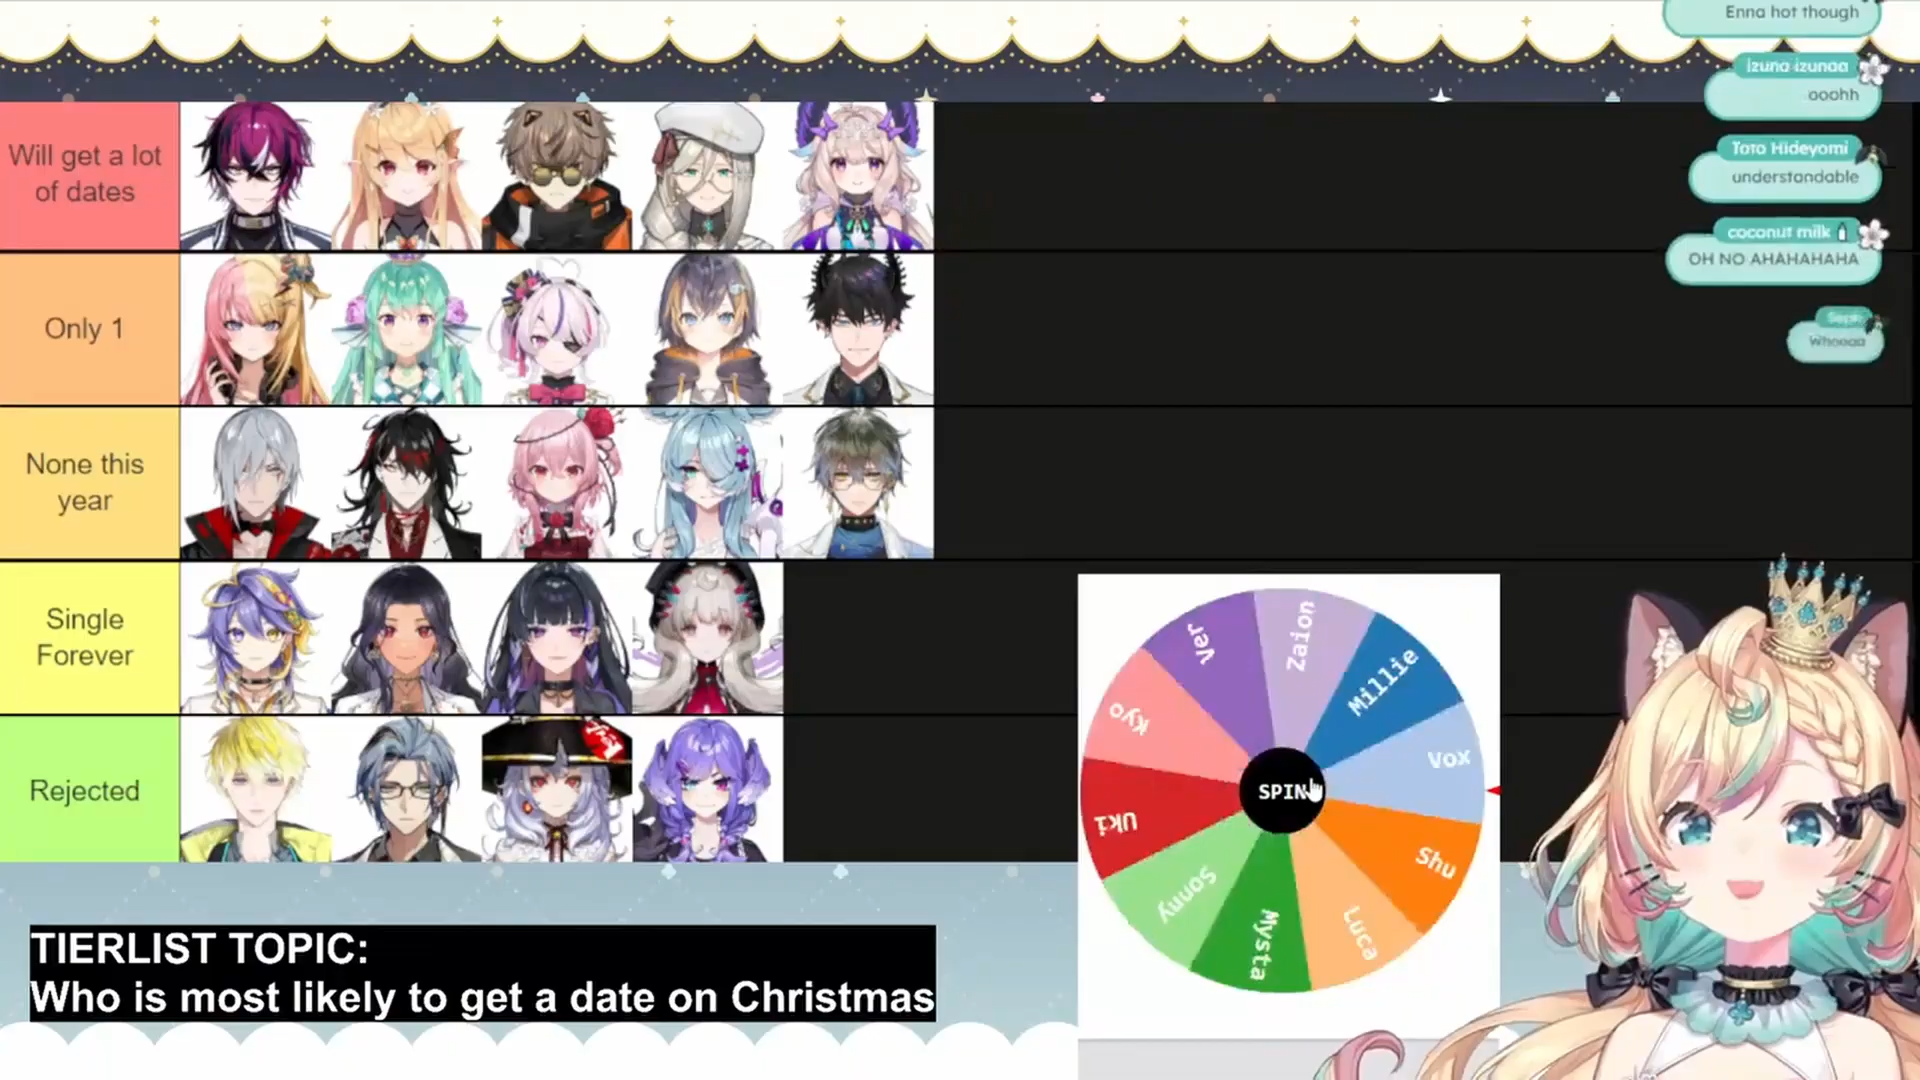 Enna hot though
izuna izunaa
ooohh
Toto Hideyomi
understandable
coconut milk
OH NO AHAHAHAHA
Whooaa
Will get a lot
of dates
Only 1
None this
year
Single
Forever
Rejected
Ver
Zaion
Millie
Vox
Shu
Luca
Mysta
Sonny
Uki
Kyo
SPIN
TIERLIST TOPIC:
Who is most likely to get a date on Christmas